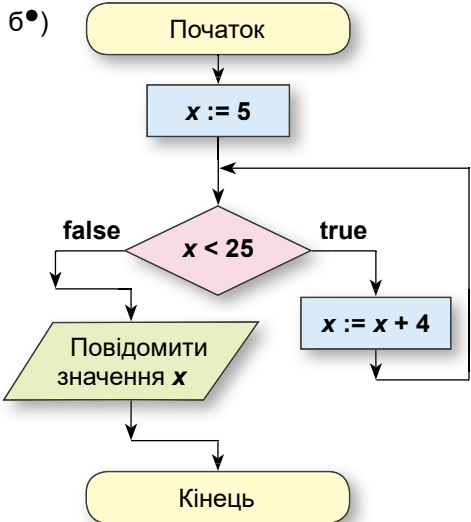 б●)
Початок
x := 5
false
true
x < 25
x := x + 4
Повідомити
значення x
Кінець